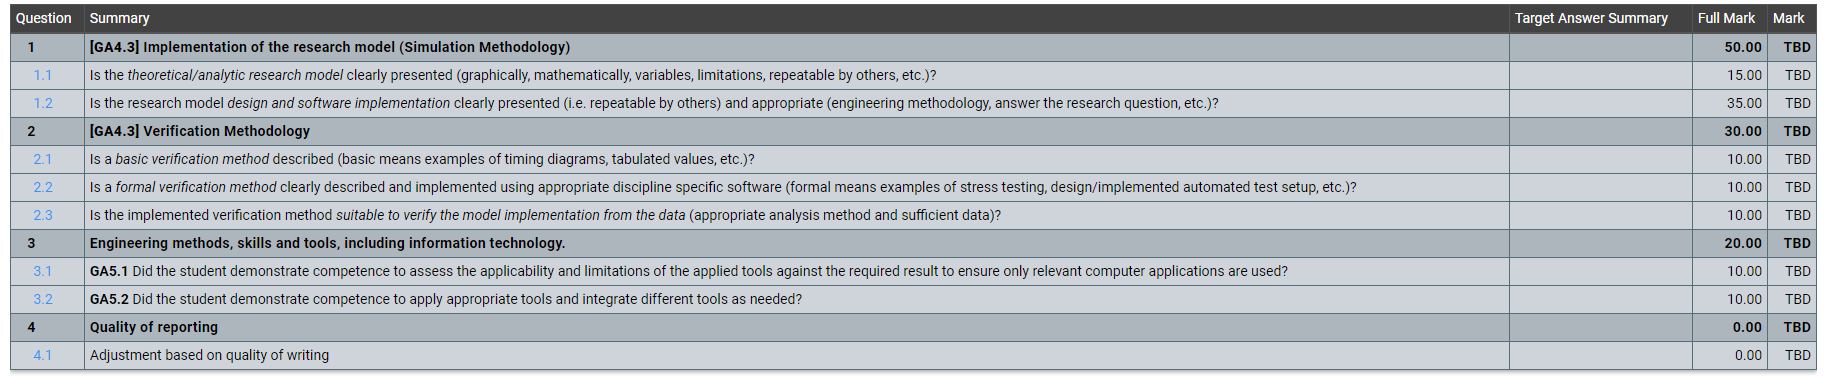 Question Summary Target Answer Summary Full Mark Mark
1 [GA4.3] Implementation of the research model (Simulation Methodology) 50.00 TBD
1.1 Is the theoretical/analytic research model clearly presented (graphically, mathematically, variables, limitations, repeatable by others, etc.)? 15.00 TBD
1.2 Is the research model design and software implementation clearly presented (i.e. repeatable by others) and appropriate (engineering methodology, answer the research question, etc.)? 35.00 TBD
2 [GA4.3] Verification Methodology 30.00 TBD
2.1 Is a basic verification method described (basic means examples of timing diagrams, tabulated values, etc.)? 10.00 TBD
2.2 Is a formal verification method clearly described and implemented using appropriate discipline specific software (formal means examples of stress testing, design/implemented automated test setup, etc.)? 10.00 TBD
2.3 Is the implemented verification method suitable to verify the model implementation from the data (appropriate analysis method and sufficient data)? 10.00 TBD
3 Engineering methods, skills and tools, including information technology. 20.00 TBD
3.1 GA5.1 Did the student demonstrate competence to assess the applicability and limitations of the applied tools against the required result to ensure only relevant computer applications are used? 10.00 TBD
3.2 GA5.2 Did the student demonstrate competence to apply appropriate tools and integrate different tools as needed? 10.00 TBD
4 Quality of reporting 0.00 TBD
4.1 Adjustment based on quality of writing 0.00 TBD